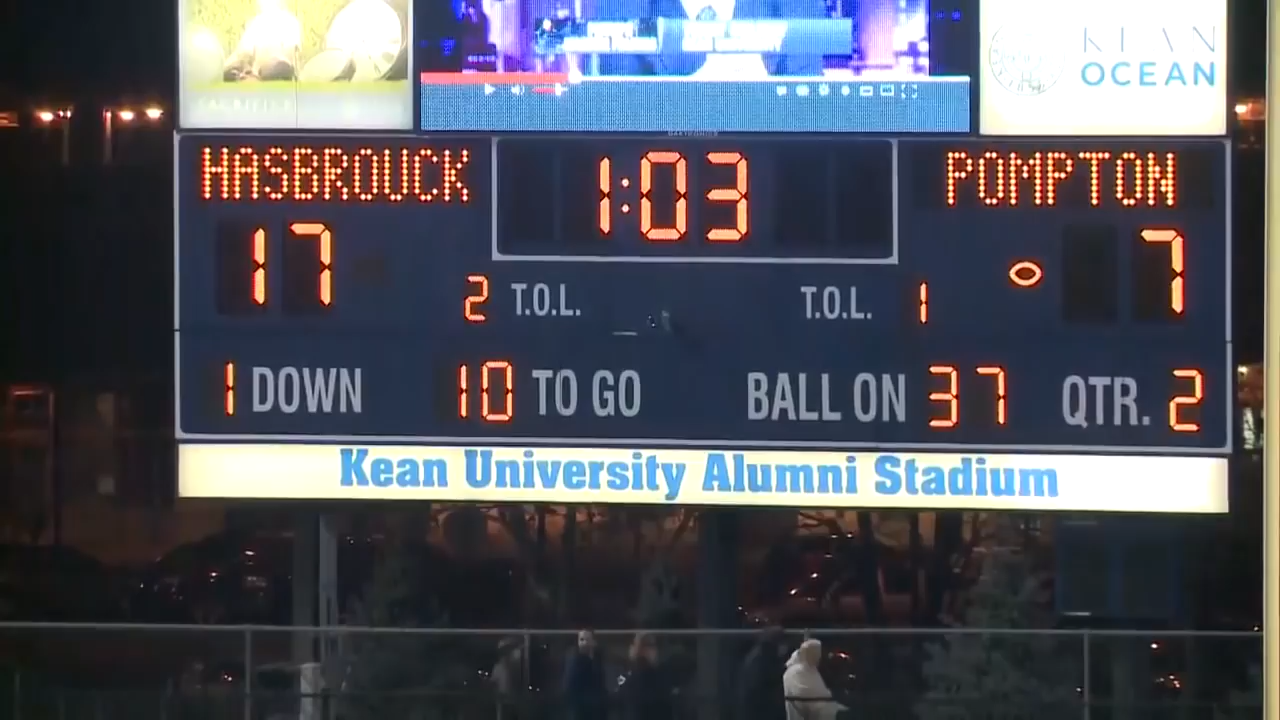 KEAN
OCEAN
DAKTRONICS
HASBROUCK 1:03 POMPTON
17 7
2 T.O.L. T.O.L. 1
1 DOWN 10 TO GO BALL ON 37 QTR. 2
Kean University Alumni Stadium